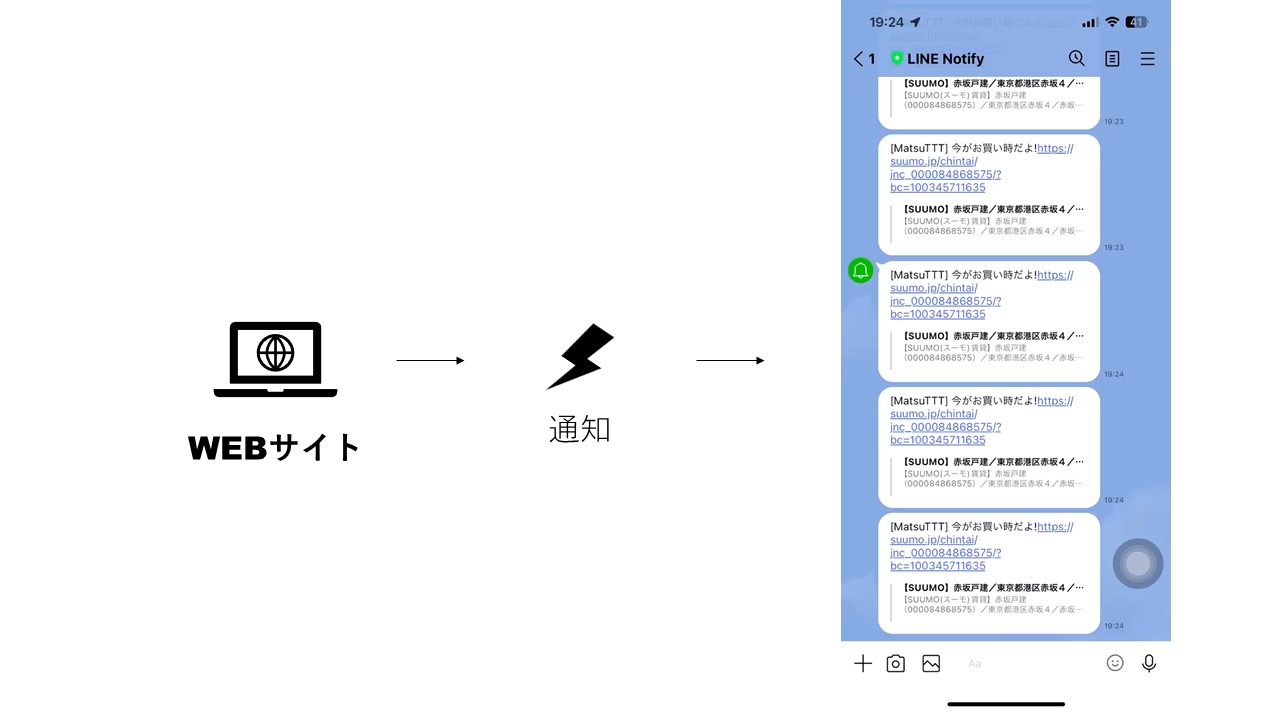 WEBサイト
通知
19:24
41
1
LINE Notify
【SUUMO】赤坂戸建／東京都港区赤坂４／…
【SUUMO(スーモ)賃貸】赤坂戸建
（000084868575）／東京都港区赤坂４／赤坂…
19:23
[MatsuTTT] 今がお買い時だよ!https://
suumo.jp/chintai/
jnc_000084868575/?
bc=100345711635
【SUUMO】赤坂戸建／東京都港区赤坂４／…
【SUUMO(スーモ)賃貸】赤坂戸建
（000084868575）／東京都港区赤坂４／赤坂…
19:23
[MatsuTTT] 今がお買い時だよ!https://
suumo.jp/chintai/
jnc_000084868575/?
bc=100345711635
【SUUMO】赤坂戸建／東京都港区赤坂４／…
【SUUMO(スーモ)賃貸】赤坂戸建
（000084868575）／東京都港区赤坂４／赤坂…
19:24
[MatsuTTT] 今がお買い時だよ!https://
suumo.jp/chintai/
jnc_000084868575/?
bc=100345711635
【SUUMO】赤坂戸建／東京都港区赤坂４／…
【SUUMO(スーモ)賃貸】赤坂戸建
（000084868575）／東京都港区赤坂４／赤坂…
19:24
[MatsuTTT] 今がお買い時だよ!https://
suumo.jp/chintai/
jnc_000084868575/?
bc=100345711635
【SUUMO】赤坂戸建／東京都港区赤坂４／…
【SUUMO(スーモ)賃貸】赤坂戸建
（000084868575）／東京都港区赤坂４／赤坂…
19:24
Aa